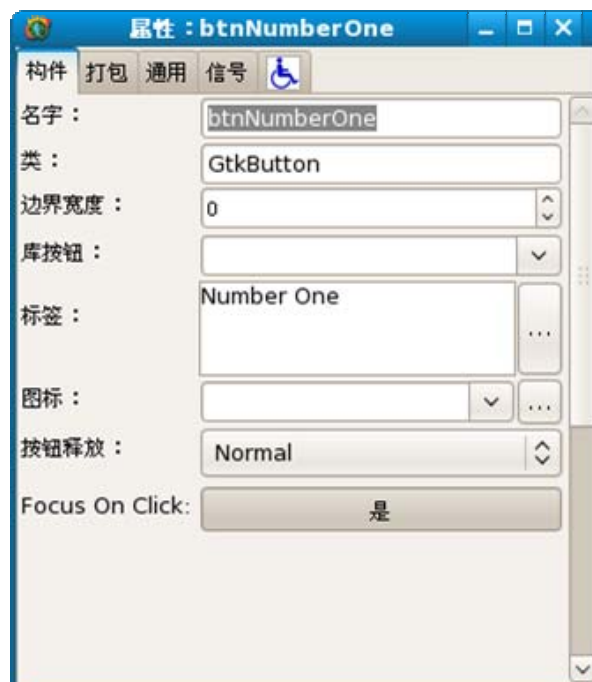 属性：btnNumberOne
构件 打包 通用 信号
名字： btnNumberOne
类： GtkButton
边界宽度： 0
库按钮：
标签： Number One
...
图标： ...
按钮释放： Normal
Focus On Click: 是